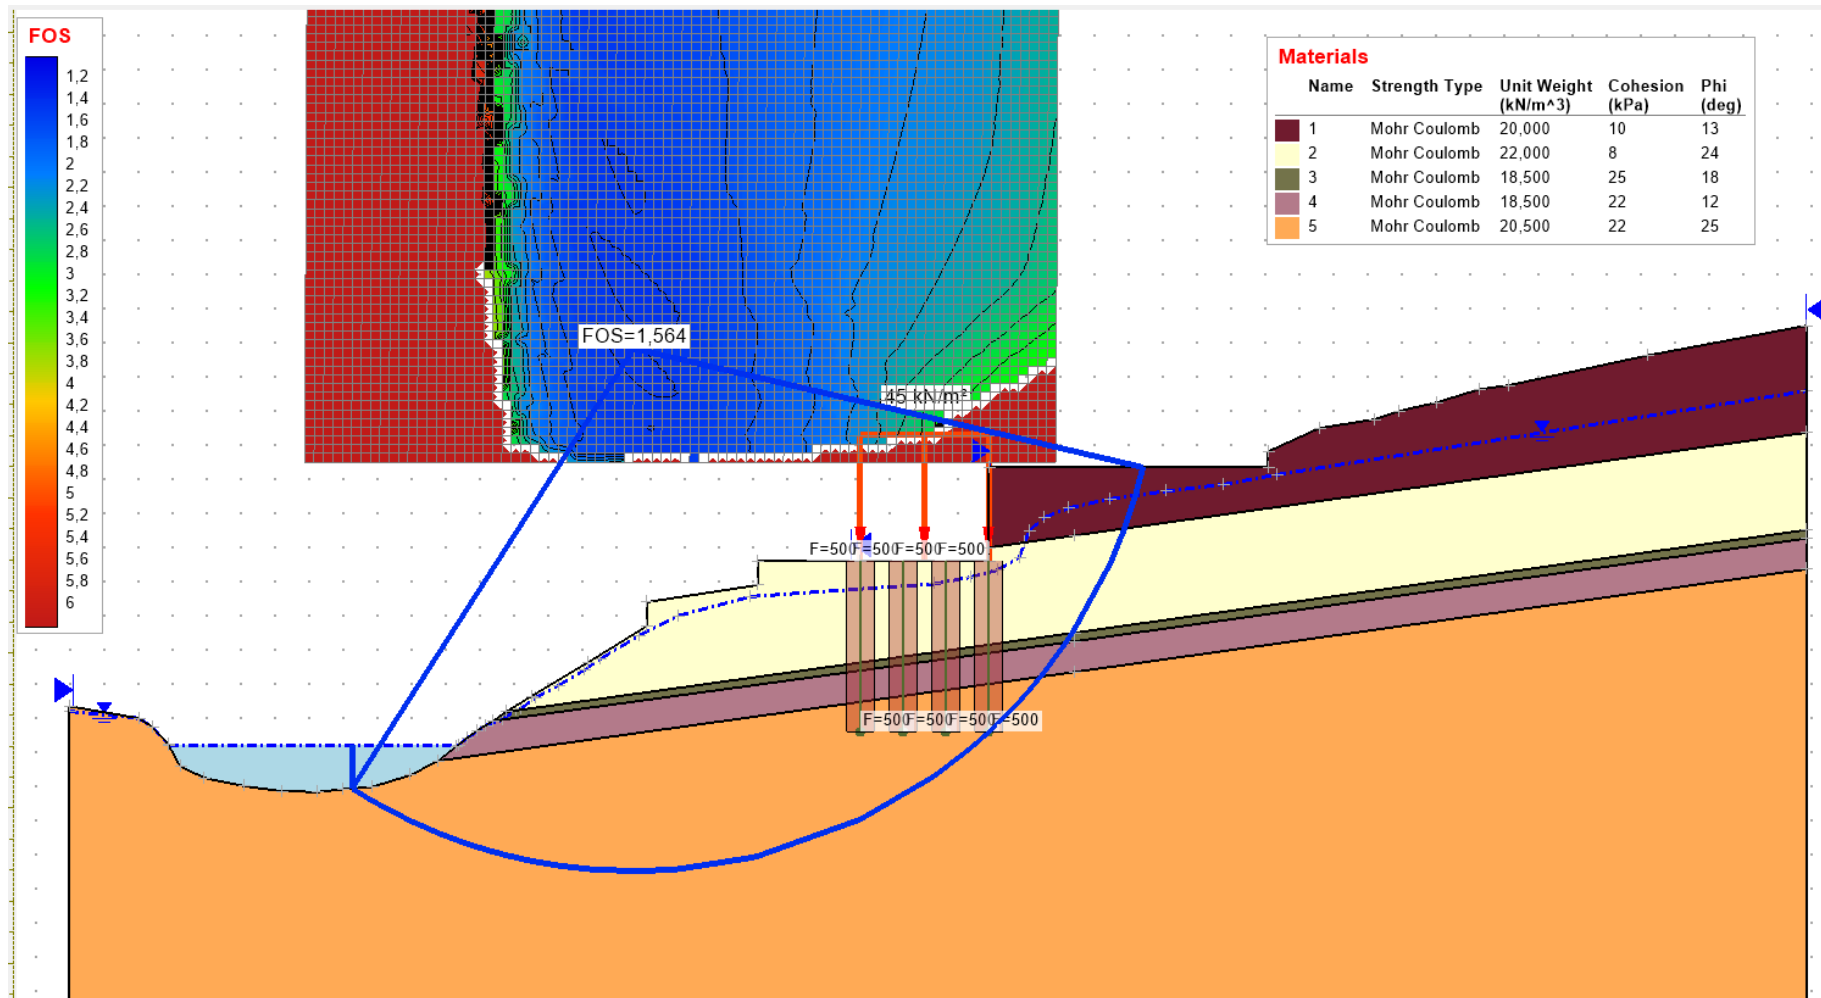 FOS
1,2
1,4
1,6
1,8
2
2,2
2,4
2,6
2,8
3
3,2
3,4
3,6
3,8
4
4,2
4,4
4,6
4,8
5
5,2
5,4
5,6
5,8
6
Materials
Name Strength Type Unit Weight (kN/m^3) Cohesion (kPa) Phi (deg)
1 Mohr Coulomb 20,000 10 13
2 Mohr Coulomb 22,000 8 24
3 Mohr Coulomb 18,500 25 18
4 Mohr Coulomb 18,500 22 12
5 Mohr Coulomb 20,500 22 25
FOS=1,564
45 kN/m²
F=500 F=500 F=500 F=500
F=500 F=500 F=500 F=500